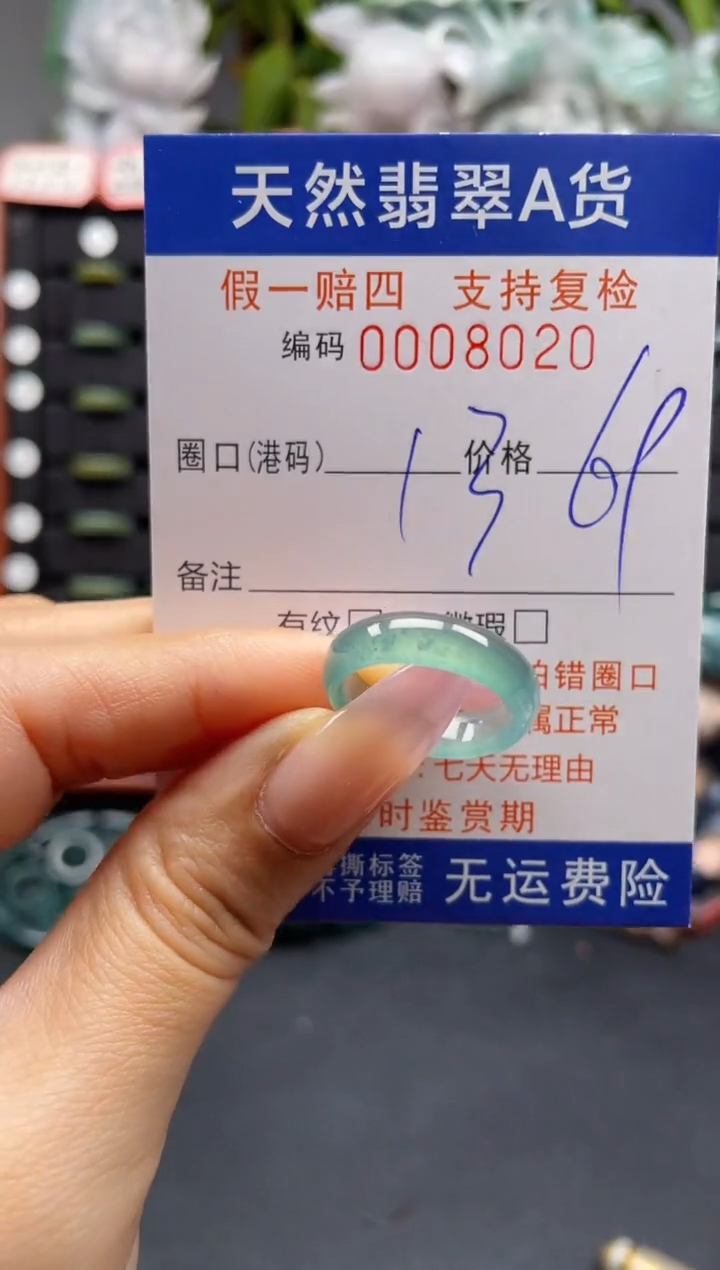 天然翡翠A货
假一赔四 支持复检
编码 0008020
圈口(港码) 13 价格 69
备注
有纹□ 微瑕□
拍错圈口
属正常
：七天无理由
时鉴赏期
撕标签
不予理赔
无运费险